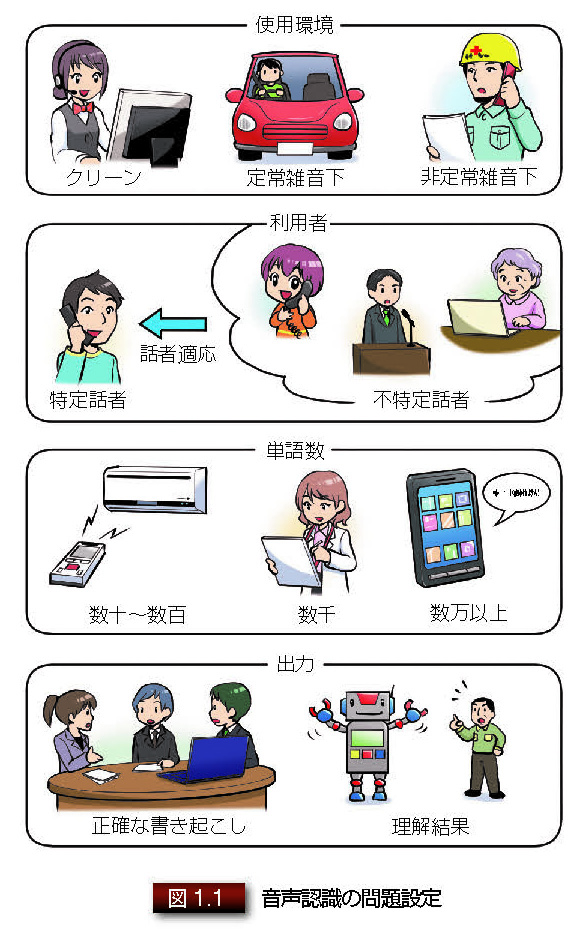 使用環境
クリーン
定常雑音下
非定常雑音下
利用者
話者適応
特定話者
不特定話者
単語数
数十～数百
数千
数万以上
出力
正確な書き起こし
理解結果
図 1.1 音声認識の問題設定